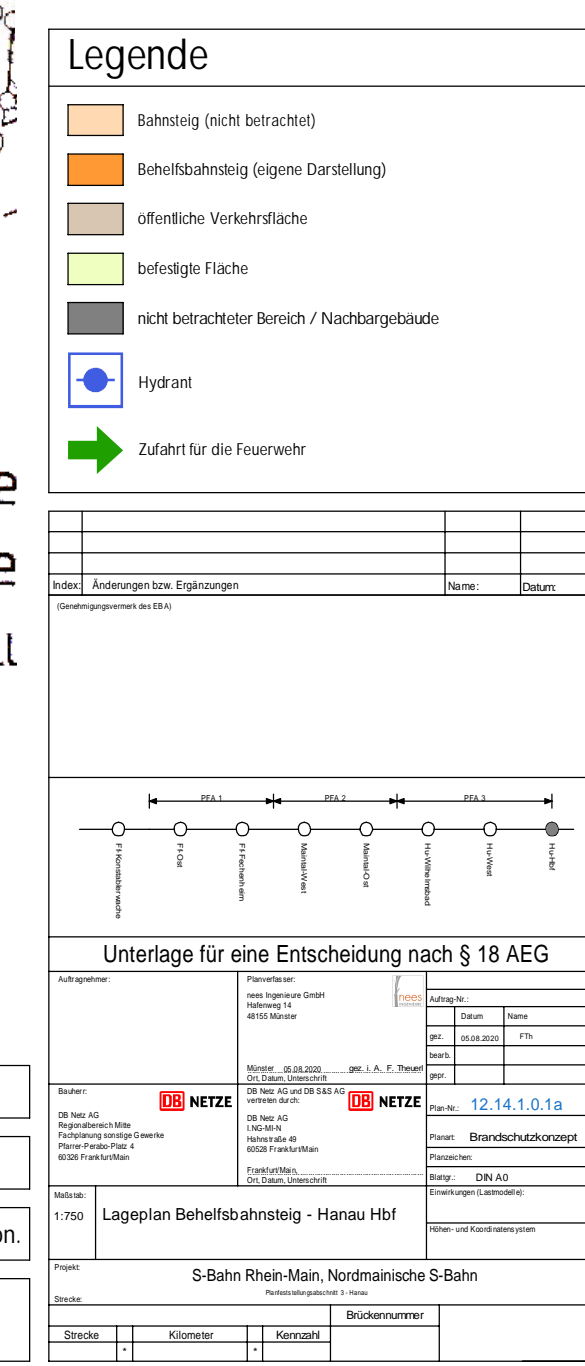 Legende
Bahnsteig (nicht betrachtet)
Behelfsbahnsteig (eigene Darstellung)
öffentliche Verkehrsfläche
befestigte Fläche
nicht betrachteter Bereich / Nachbargebäude
Hydrant
Zufahrt für die Feuerwehr
Index: Änderungen bzw. Ergänzungen Name: Datum:
(Genehmigungsvermerk des EBA)
PFA 1 PFA 2 PFA 3
Ff-Konstablerwache
Ff-Ost
Ff-Fechenheim
Maintal-West
Maintal-Ost
Hu-Wilhelmsbad
Hu-West
Hu-Hbf
Unterlage für eine Entscheidung nach § 18 AEG
Auftragnehmer:
Planverfasser:
nees Ingenieure GmbH
Hafenweg 14
48155 Münster
nees
INGENIEURE
Münster 05.08.2020 gez. i. A. F. Theuerl
Ort, Datum, Unterschrift
Auftrag-Nr.:
Datum Name
gez. 05.08.2020 FTh
bearb.
gepr.
Bauherr:
DB NETZE
DB Netz AG
Regionalbereich Mitte
Fachplanung sonstige Gewerke
Pfarrer-Perabo-Platz 4
60326 Frankfurt/Main
DB Netz AG und DB S&S AG
vertreten durch:
DB NETZE
DB Netz AG
I.NG-MI-N
Hahnstraße 49
60528 Frankfurt/Main
Frankfurt/Main,
Ort, Datum, Unterschrift
Plan-Nr.: 12.14.1.0.1a
Planart: Brandschutzkonzept
Planzeichen:
Blattgr.: DIN A0
Maßstab:
1:750
Lageplan Behelfsbahnsteig - Hanau Hbf
Einwirkungen (Lastmodelle):
Höhen- und Koordinatensystem
Projekt:
S-Bahn Rhein-Main, Nordmainische S-Bahn
Planfeststellungsabschnitt 3 - Hanau
Strecke:
Brückennummer
Strecke Kilometer Kennzahl
* *
on.